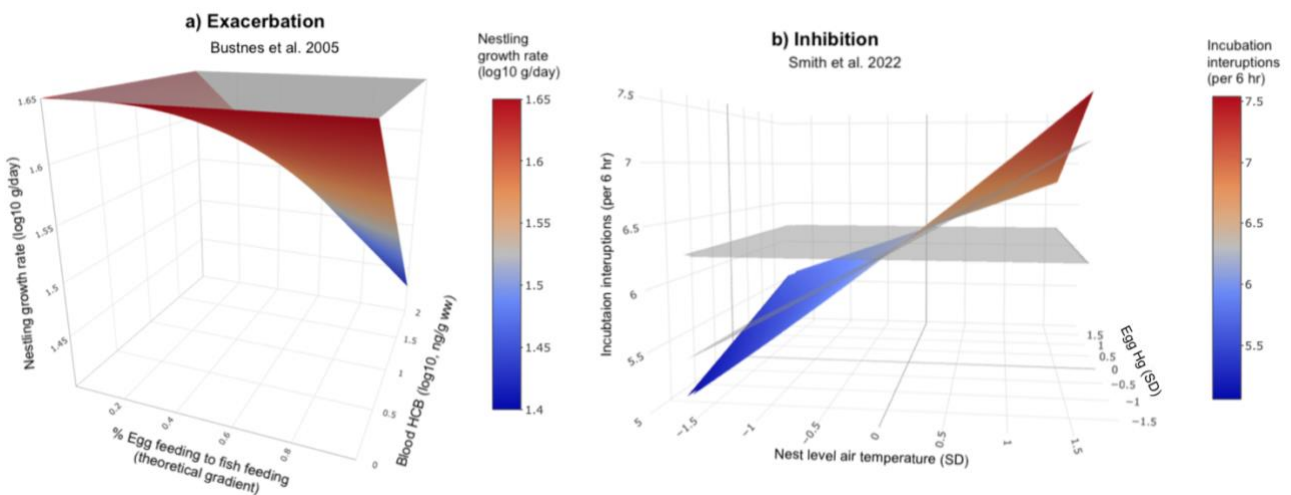 a) Exacerbation
Bustnes et al. 2005
Nestling
growth rate
(log10 g/day)
1.65
1.6
1.55
1.5
1.45
1.4
1.65
1.6
1.55
1.5
1.45
Nestling growth rate (log10 g/day)
0.2
0.4
0.6
0.8
% Egg feeding to fish feeding
(theoretical gradient)
2
1.5
1
0.5
0
Blood HCB (log10, ng/g ww)
b) Inhibition
Smith et al. 2022
Incubation
interuptions
(per 6 hr)
7.5
7
6.5
6
5.5
7.5
7
6.5
6
5.5
5
Incubtaion interuptions (per 6 hr)
−1.5
−1
−0.5
0
0.5
1
1.5
Nest level air temperature (SD)
1.5
1
0.5
0
−0.5
−1
−1.5
Egg Hg (SD)